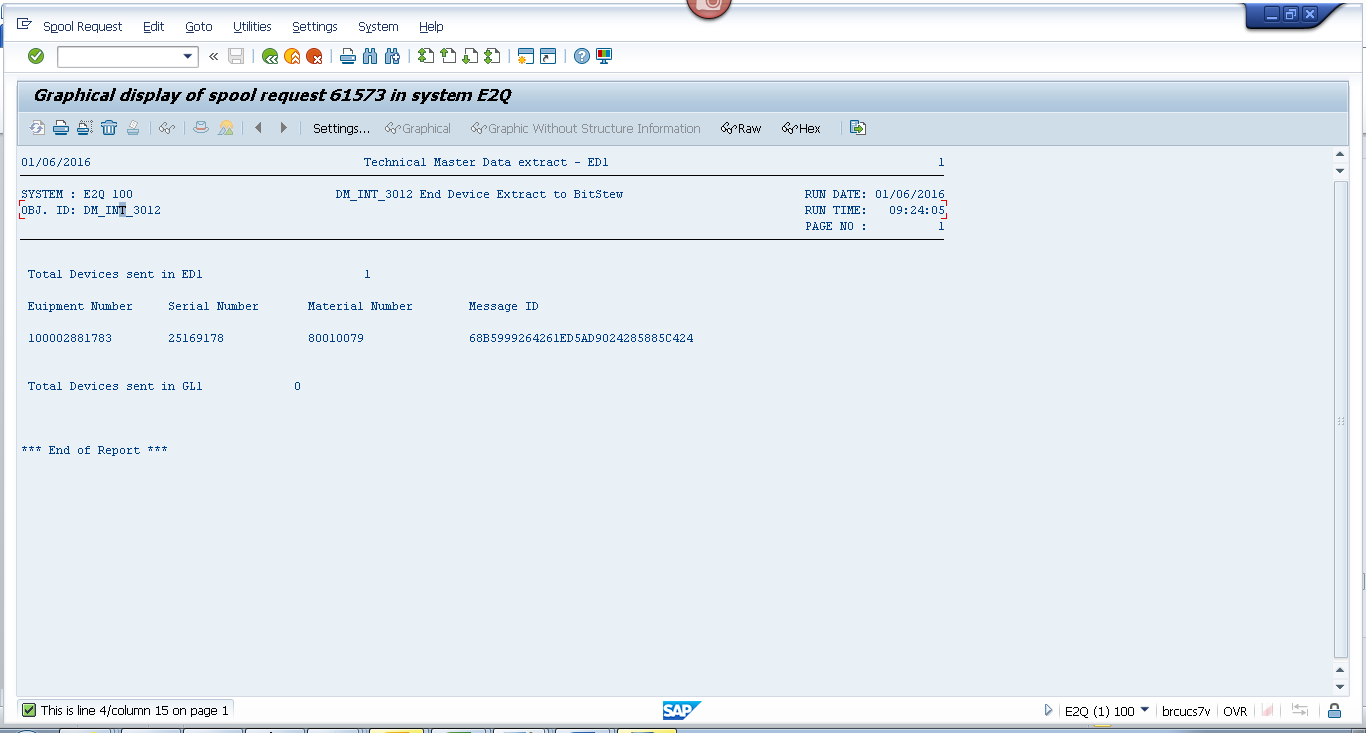 Spool Request Edit Goto Utilities Settings System Help
Graphical display of spool request 61573 in system E2Q
Settings... Graphical Graphic Without Structure Information Raw Hex
01/06/2016 Technical Master Data extract - ED1 1
SYSTEM : E2Q 100 DM_INT_3012 End Device Extract to BitStew RUN DATE: 01/06/2016
OBJ. ID: DM_INT_3012 RUN TIME: 09:24:05
PAGE NO : 1
Total Devices sent in ED1 1
Euipment Number Serial Number Material Number Message ID
100002881783 25169178 80010079 68B5999264261ED5AD9024285885C424
Total Devices sent in GL1 0
*** End of Report ***
This is line 4/column 15 on page 1 SAP E2Q (1) 100 brcucs7v OVR